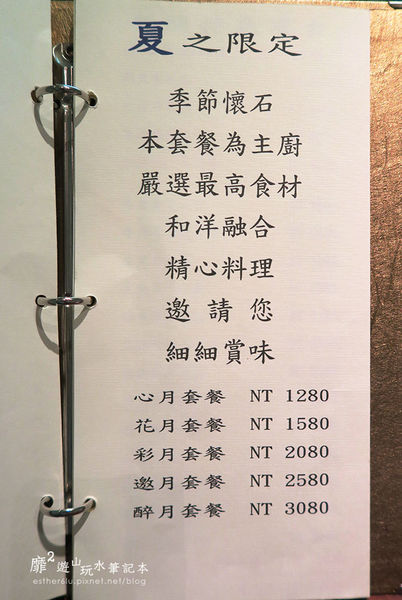 夏之限定
季節懷石
本套餐為主廚
嚴選最高食材
和洋融合
精心料理
邀請您
細細賞味
心月套餐 NT 1280
花月套餐 NT 1580
彩月套餐 NT 2080
邀月套餐 NT 2580
醉月套餐 NT 3080
靡2遊山玩水筆記本
esther6lu.pixnet.net/blog